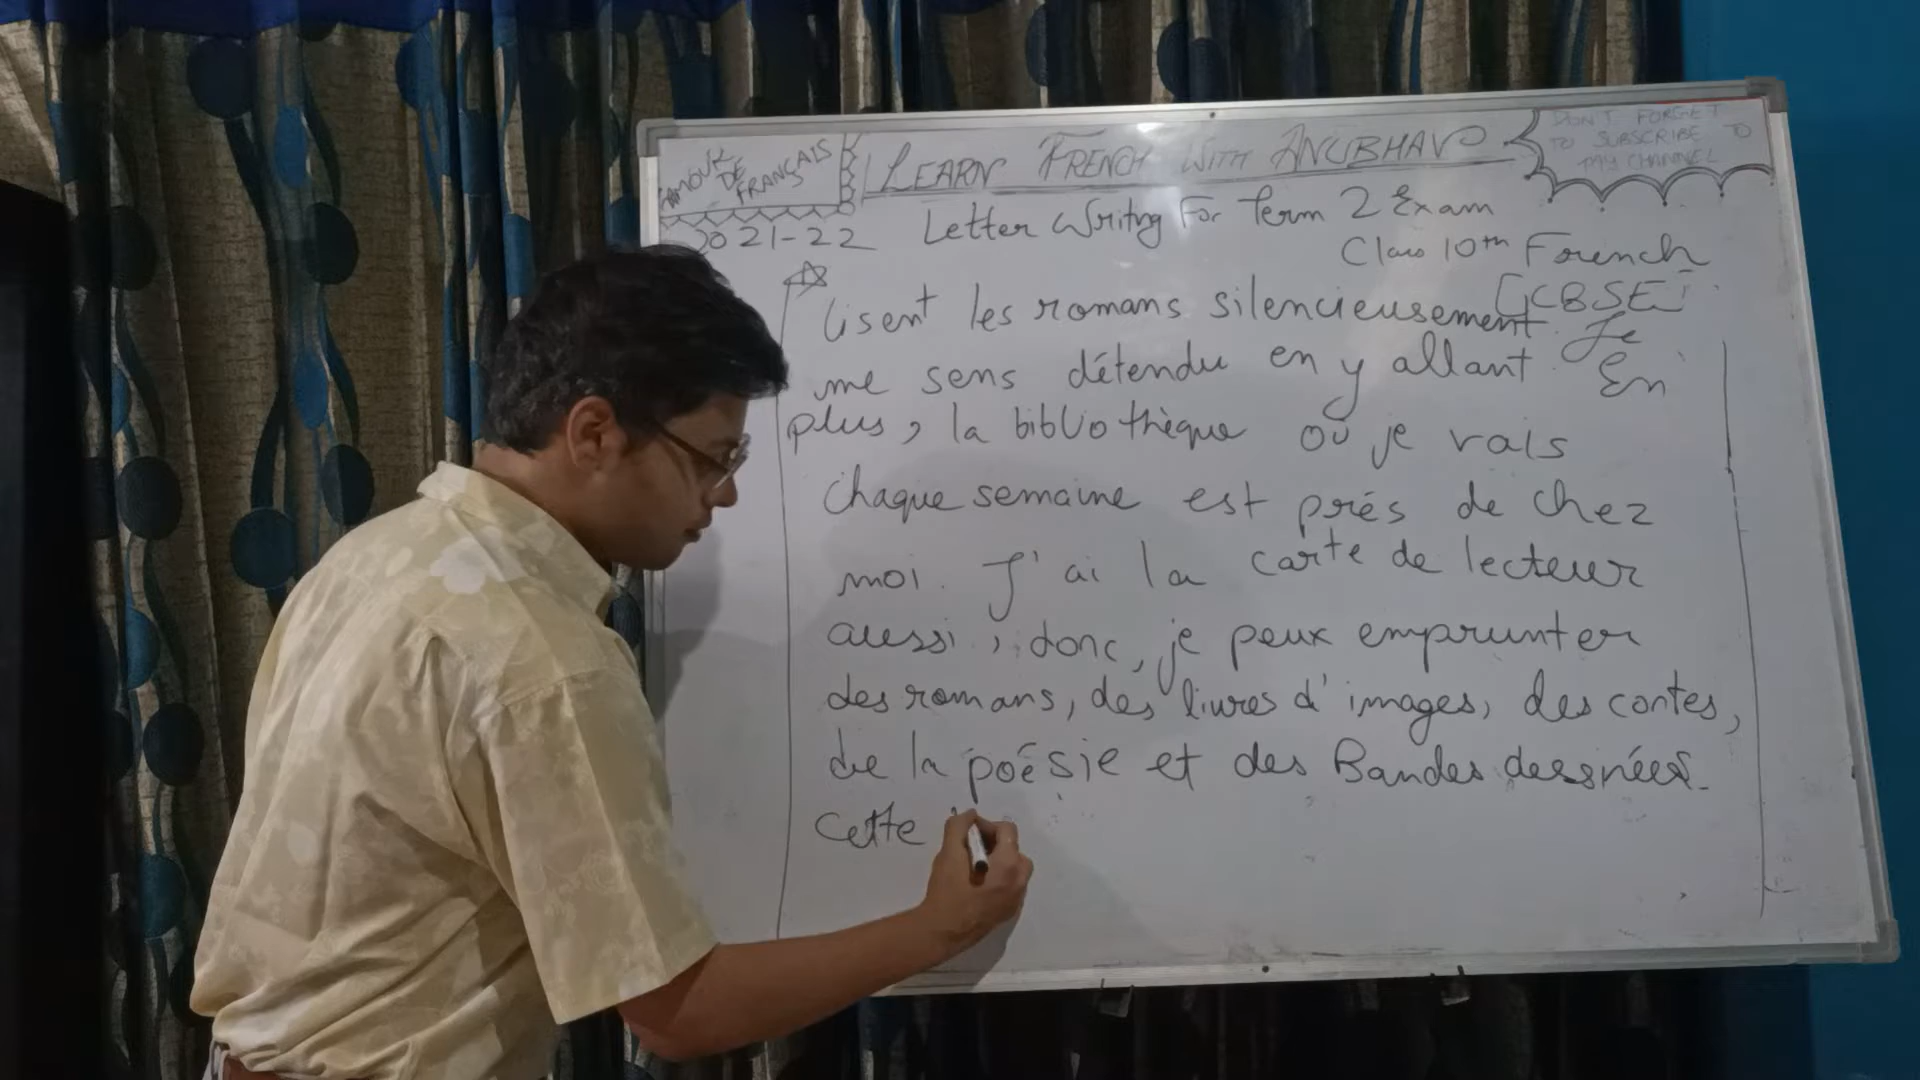 AMOUR DE FRANÇAIS
LEARN FRENCH WITH ANUBHAV
DON'T FORGET TO SUBSCRIBE TO MY CHANNEL
2021-22
Letter Writing For Term 2 Exam
Class 10th French
[CBSE]
lisent les romans silencieusement. Je
me sens détendu en y allant. En
plus, la bibliothèque où je vais
chaque semaine est prés de chez
moi. J'ai la carte de lecteur
aussi, donc, je peux emprunter
des romans, des livres d'images, des contes,
de la poésie et des Bandes dessinées.
Cette